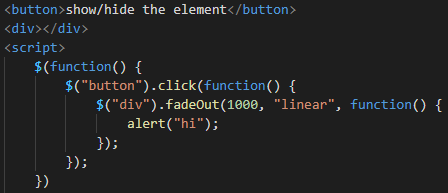 <button>show/hide the element</button>
<div></div>
<script>
    $(function() {
        $("button").click(function() {
            $("div").fadeOut(1000, "linear", function() {
                alert("hi");
            });
        });
    })